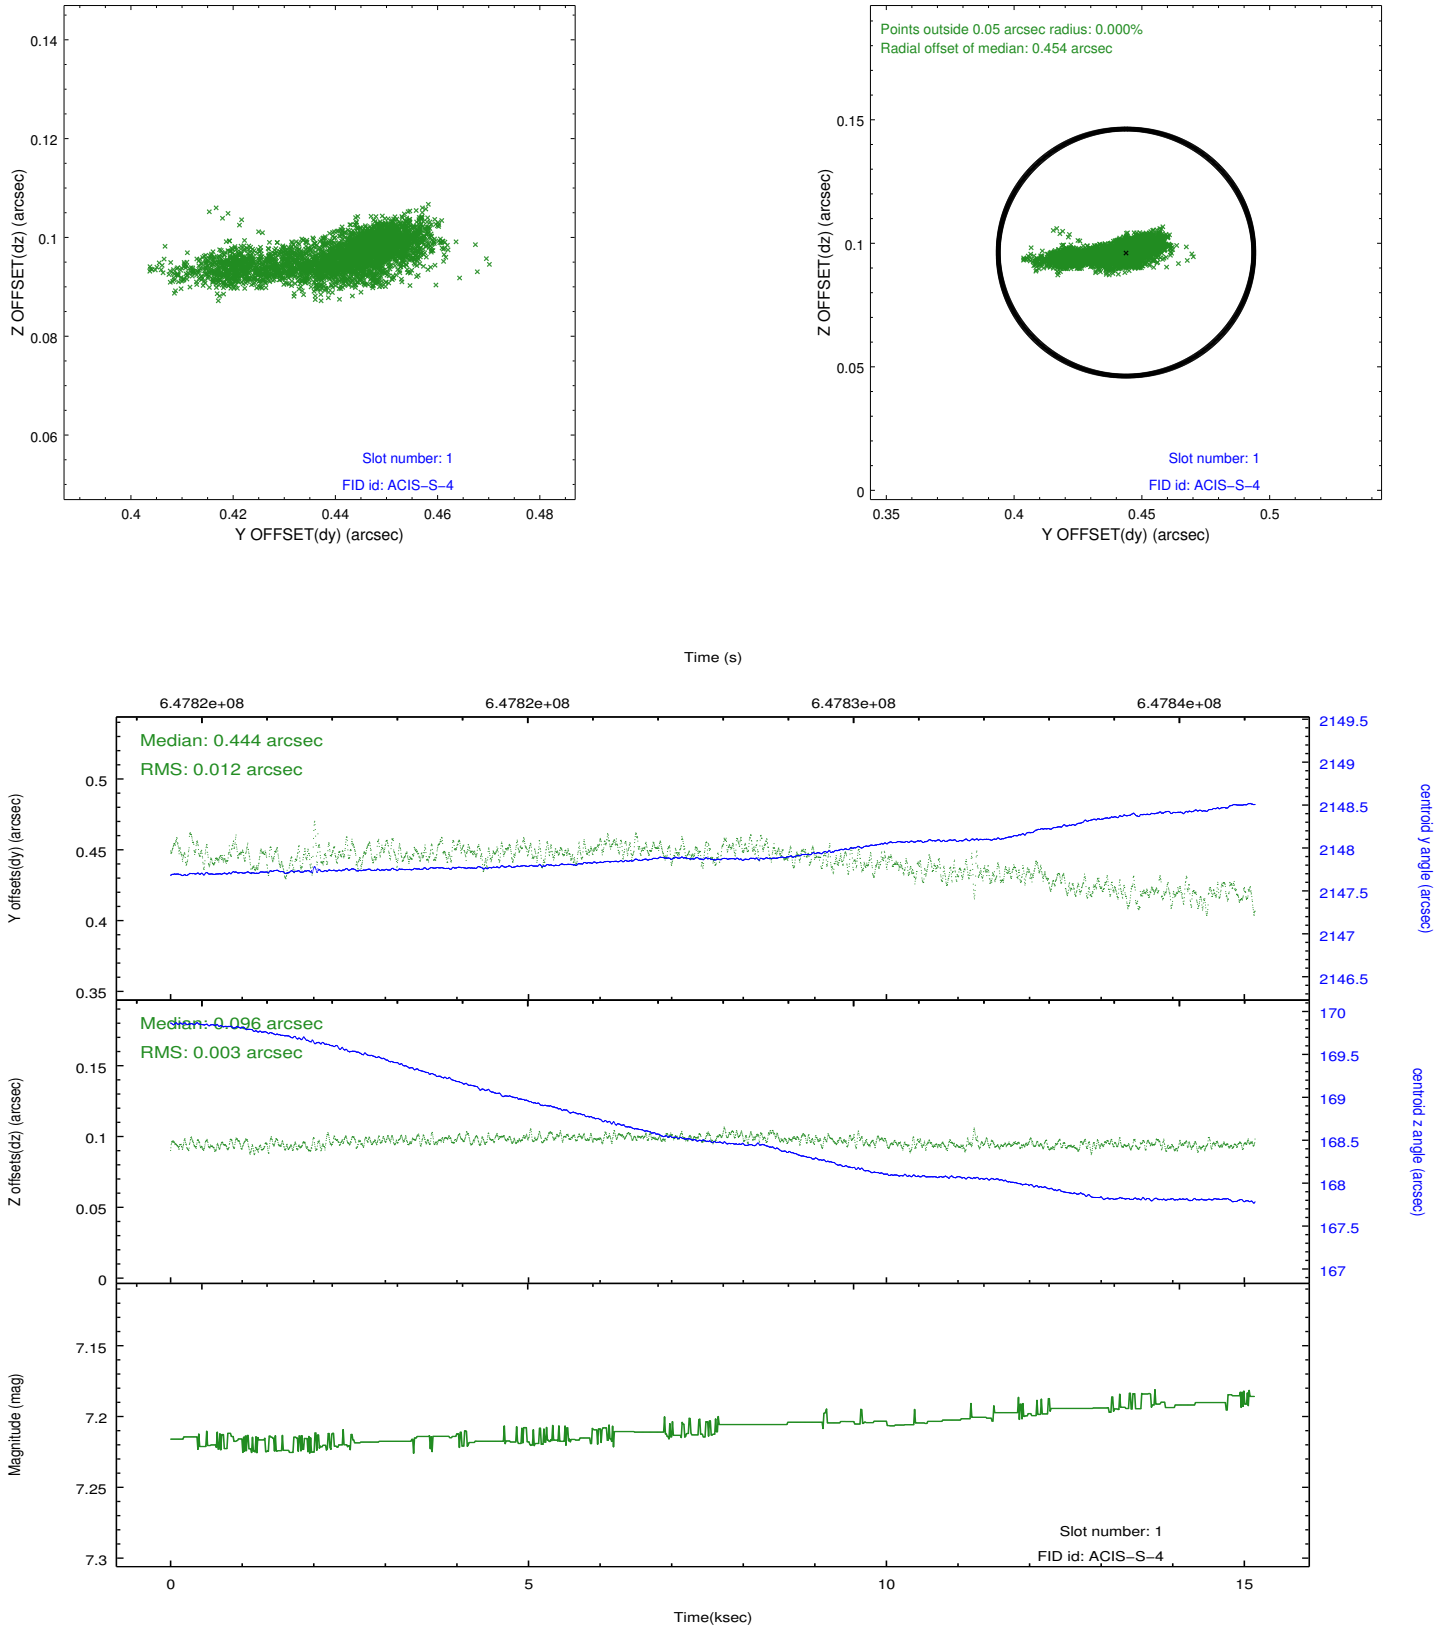 0.14
0.12
0.1
0.08
0.06
Z OFFSET(dz) (arcsec)
Slot number: 1
FID id: ACIS−S−4
0.4 0.42 0.44 0.46 0.48
Y OFFSET(dy) (arcsec)
Points outside 0.05 arcsec radius: 0.000%
Radial offset of median: 0.454 arcsec
0.15
0.1
0.05
0
Z OFFSET(dz) (arcsec)
Slot number: 1
FID id: ACIS−S−4
0.35 0.4 0.45 0.5
Y OFFSET(dy) (arcsec)
Time (s)
6.4782e+08 6.4782e+08 6.4783e+08 6.4784e+08
Median: 0.444 arcsec
RMS: 0.012 arcsec
0.5
0.45
0.4
0.35
Y offsets(dy) (arcsec)
2149.5
2149
2148.5
2148
2147.5
2147
2146.5
centroid y angle (arcsec)
Median: 0.096 arcsec
RMS: 0.003 arcsec
0.15
0.1
0.05
0
Z offsets(dz) (arcsec)
170
169.5
169
168.5
168
167.5
167
centroid z angle (arcsec)
7.15
7.2
7.25
7.3
Magnitude (mag)
Slot number: 1
FID id: ACIS−S−4
0 5 10 15
Time(ksec)